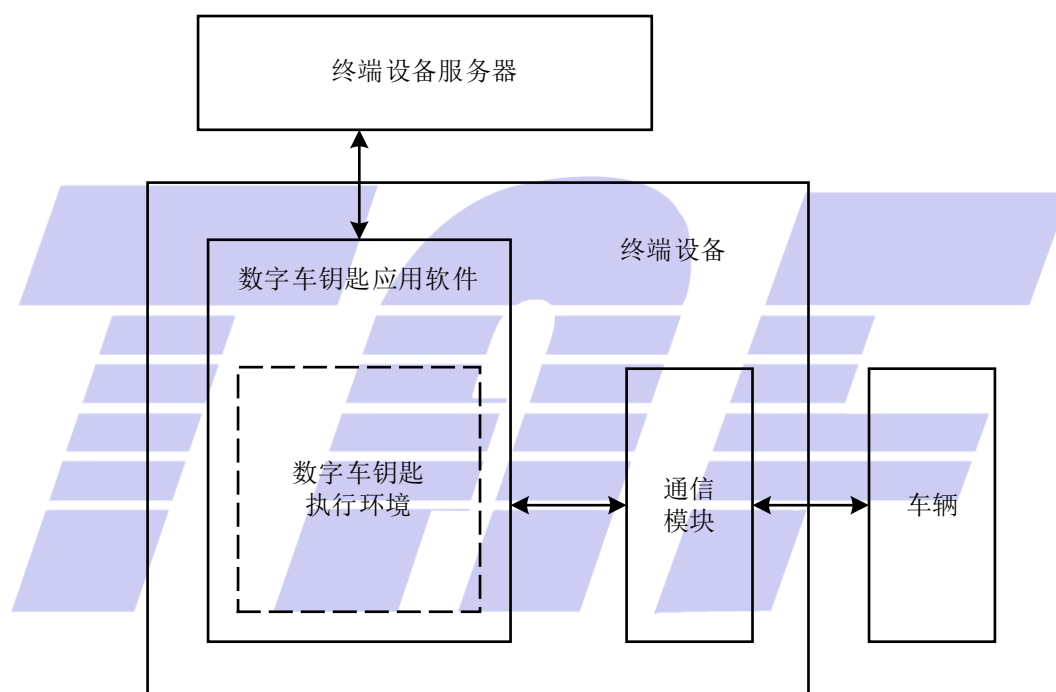 终端设备服务器
终端设备
数字车钥匙应用软件
数字车钥匙
执行环境
通信
模块
车辆
TAF